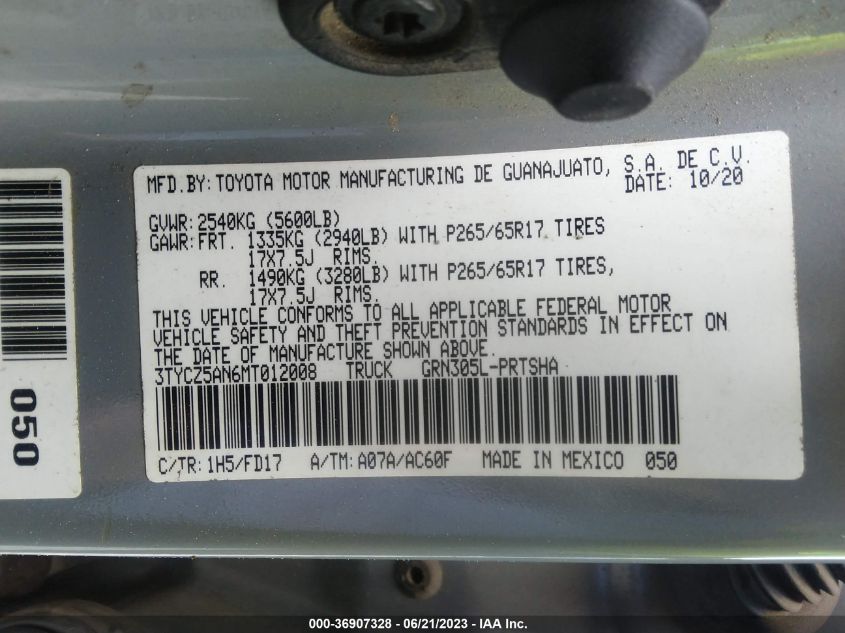 MFD.BY: TOYOTA MOTOR MANUFACTURING DE GUANAJUATO, S.A. DE C.V.
DATE: 10/20
GVWR: 2540KG (5600LB)
GAWR: FRT. 1335KG (2940LB) WITH P265/65R17 TIRES
17X7.5J RIMS.
RR. 1490KG (3280LB) WITH P265/65R17 TIRES,
17X7.5J RIMS.
THIS VEHICLE CONFORMS TO ALL APPLICABLE FEDERAL MOTOR
VEHICLE SAFETY AND THEFT PREVENTION STANDARDS IN EFFECT ON
THE DATE OF MANUFACTURE SHOWN ABOVE.
3TYCZ5AN6MT012008 TRUCK GRN305L-PRTSHA
C/TR: 1H5/FD17 A/TM: A07A/AC60F MADE IN MEXICO 050
050
000-36907328 - 06/21/2023 - IAA Inc.